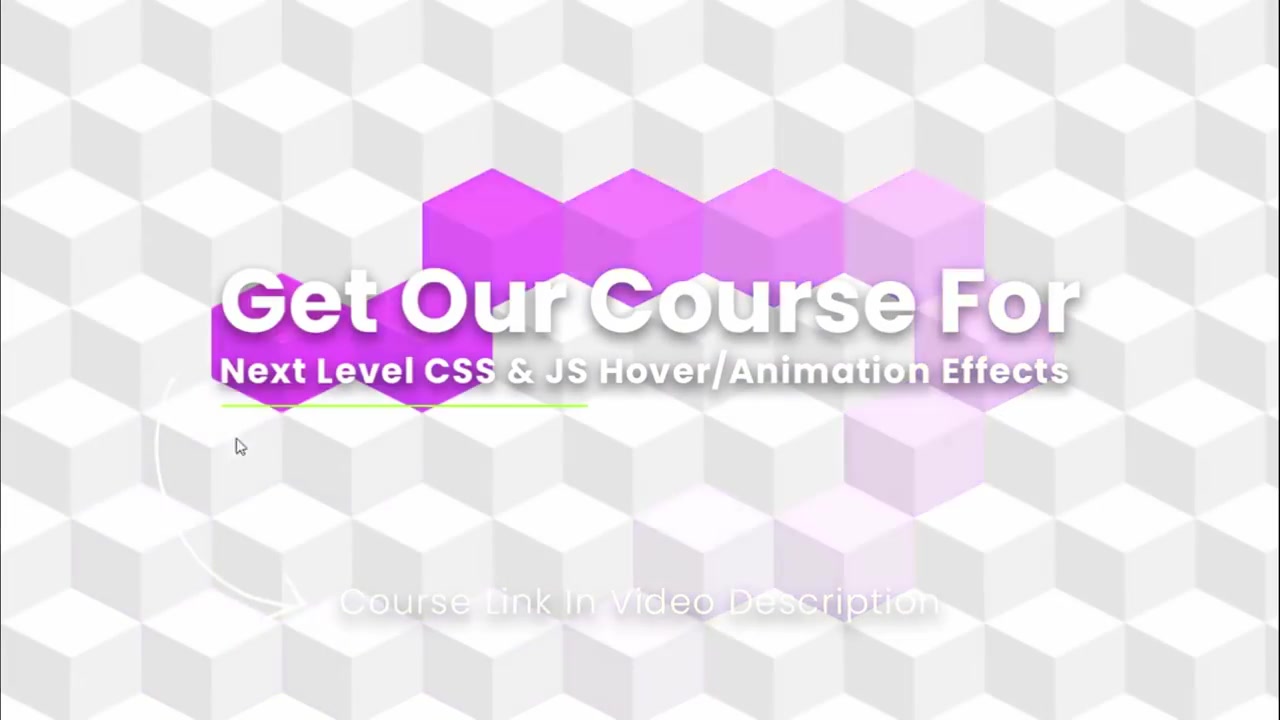 Get Our Course For
Next Level CSS & JS Hover/Animation Effects
Course Link In Video Description